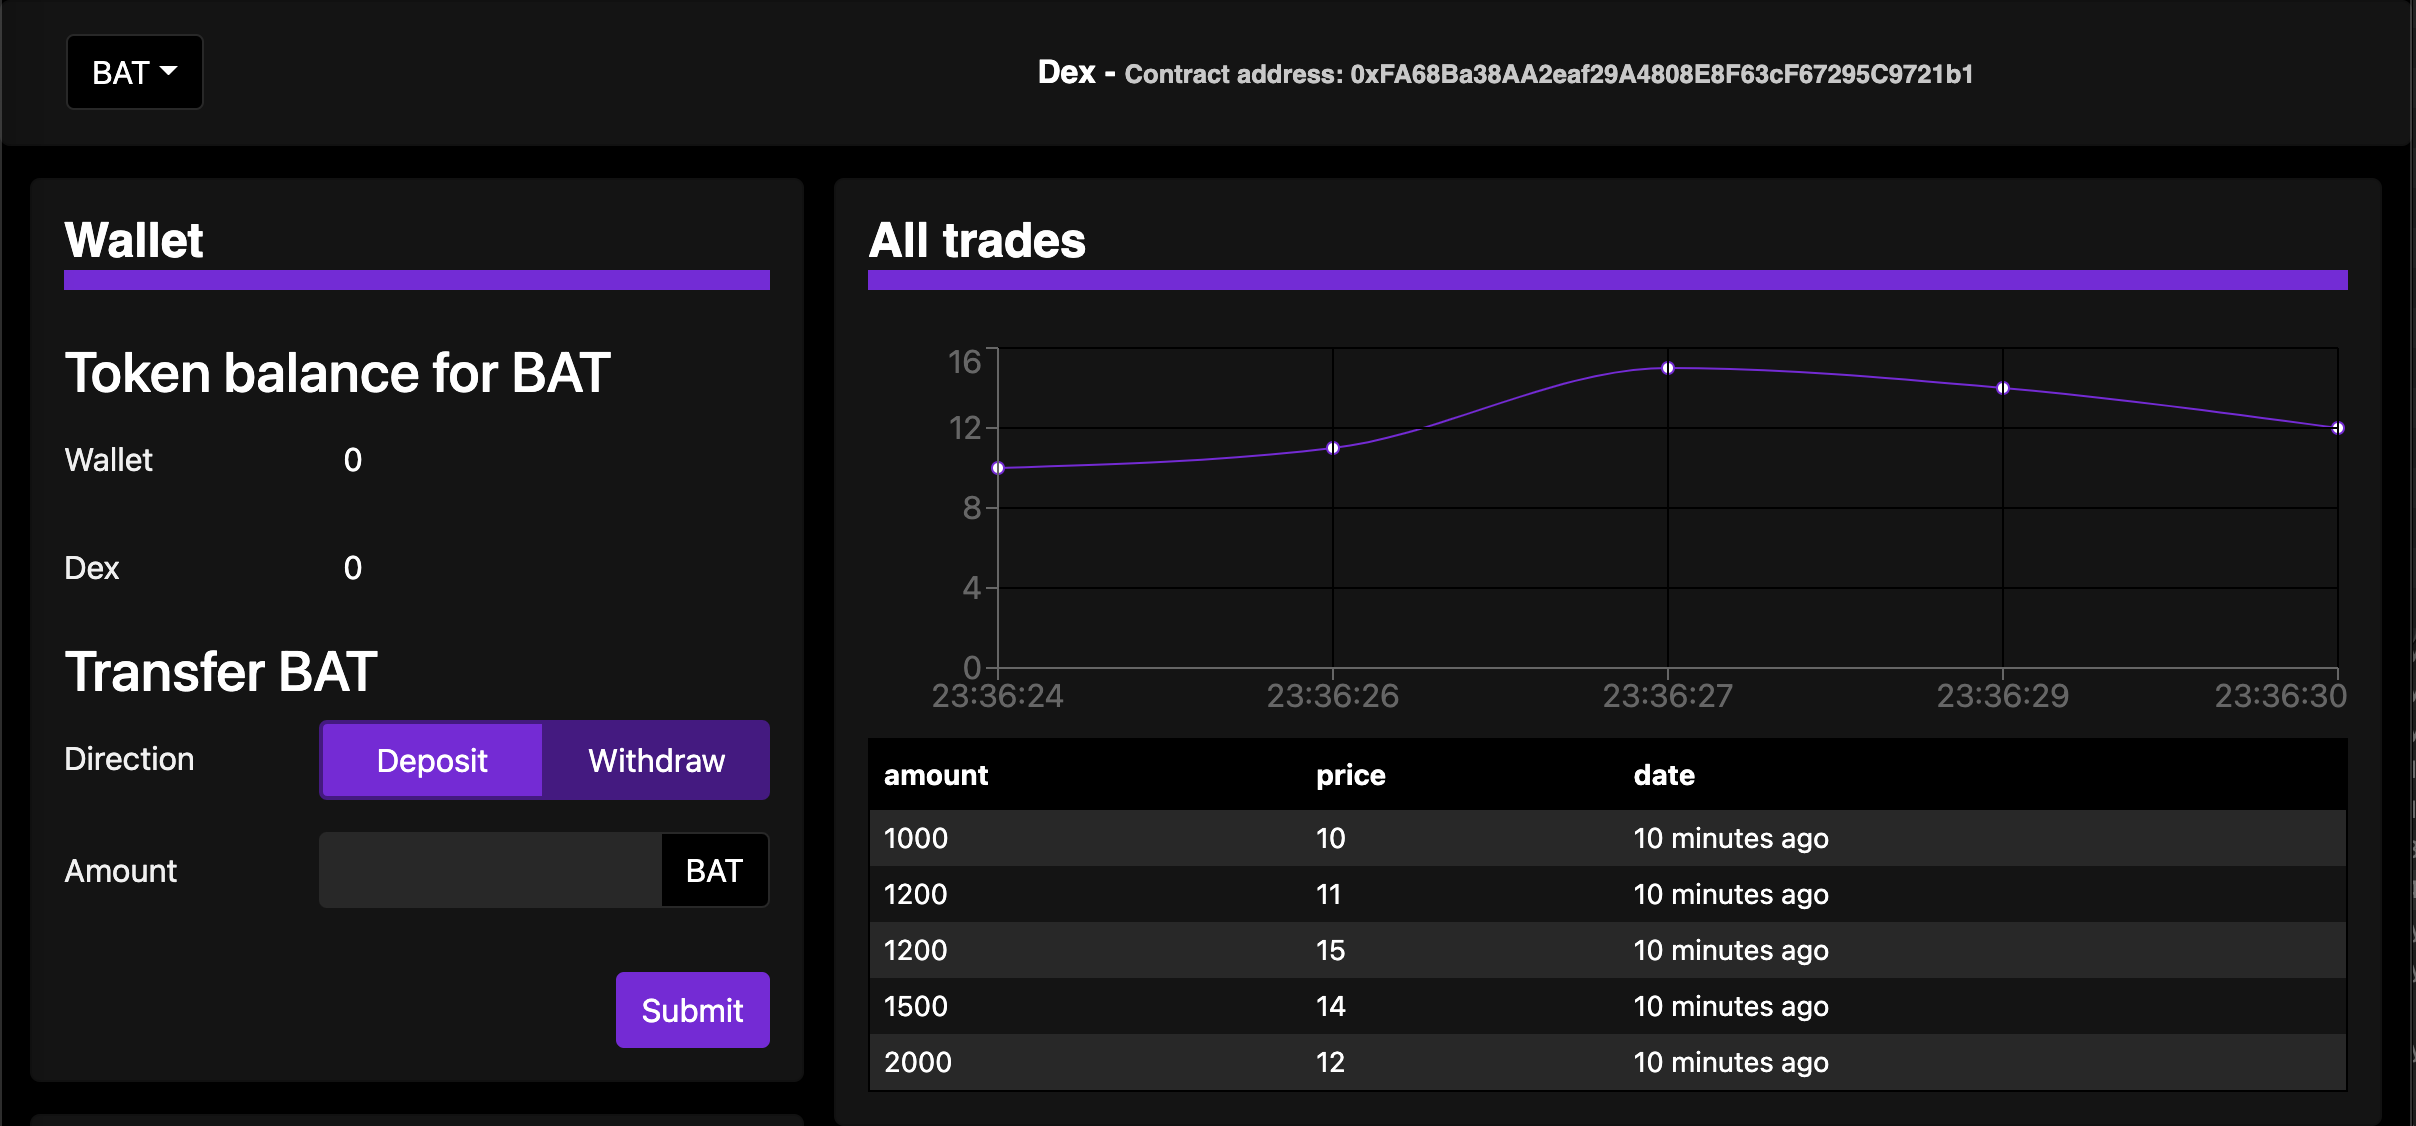 BAT
Dex - Contract address: 0xFA68Ba38AA2eaf29A4808E8F63cF67295C9721b1
Wallet
Token balance for BAT
Wallet 0
Dex 0
Transfer BAT
Direction Deposit Withdraw
Amount BAT
Submit
All trades
16
12
8
4
0
23:36:24 23:36:26 23:36:27 23:36:29 23:36:30
amount price date
1000 10 10 minutes ago
1200 11 10 minutes ago
1200 15 10 minutes ago
1500 14 10 minutes ago
2000 12 10 minutes ago